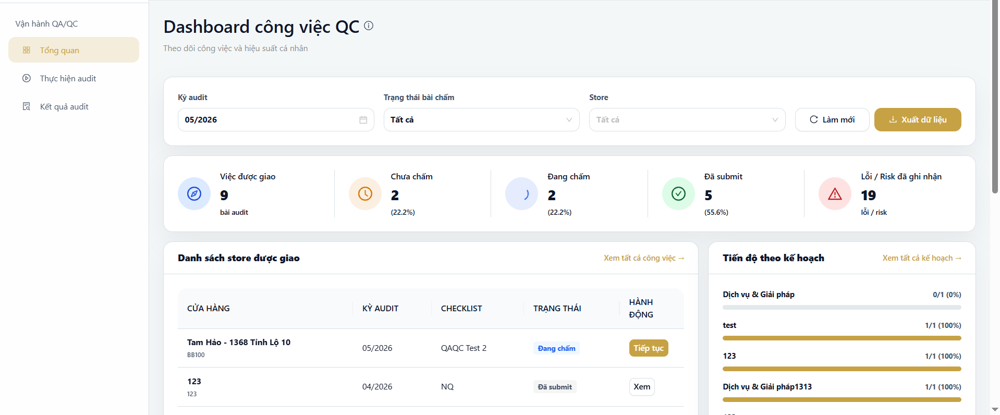 Vận hành QA/QC
Tổng quan
Thực hiện audit
Kết quả audit
Dashboard công việc QC
Theo dõi công việc và hiệu suất cá nhân
Kỳ audit
Trạng thái bài chấm
Store
05/2026
Tất cả
Tất cả
Làm mới
Xuất dữ liệu
Việc được giao
9
bài audit
Chưa chấm
2
(22.2%)
Đang chấm
2
(22.2%)
Đã submit
5
(55.6%)
Lỗi / Risk đã ghi nhận
19
lỗi / risk
Danh sách store được giao
Xem tất cả công việc →
CỬA HÀNG
KỲ AUDIT
CHECKLIST
TRẠNG THÁI
HÀNH
ĐỘNG
Tam Hảo - 1368 Tỉnh Lộ 10
BB100
05/2026
QAQC Test 2
Đang chấm
Tiếp tục
123
123
04/2026
NQ
Đã submit
Xem
Tiến độ theo kế hoạch
Xem tất cả kế hoạch →
Dịch vụ & Giải pháp
0/1 (0%)
test
1/1 (100%)
123
1/1 (100%)
Dịch vụ & Giải pháp1313
1/1 (100%)